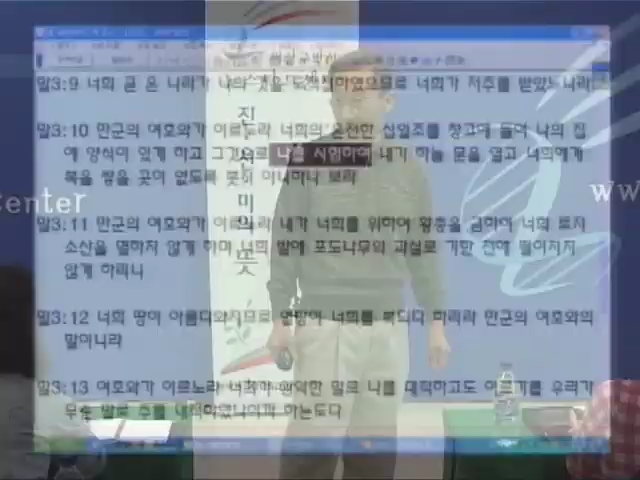 말3:9 너희 곧 온 나라가 나의 것을 도적질하였으므로 너희가 저주를 받았느니라
말3:10 만군의 여호와가 이르노라 너희의 온전한 십일조를 창고에 들여 나의 집
에 양식이 있게 하고 그것으로 나를 시험하여 내가 하늘 문을 열고 너희에게
복을 쌓을 곳이 없도록 붓지 아니하나 보라
말3:11 만군의 여호와가 이르노라 내가 너희를 위하여 황충을 금하여 너희 토지
소산을 멸하지 않게 하며 너희 밭에 포도나무의 과실로 기한 전에 떨어지지
않게 하리니
말3:12 너희 땅이 아름다와지므로 열방이 너희를 복되다 하리라 만군의 여호와의
말이니라
말3:13 여호와가 이르노라 너희가 완악한 말로 나를 대적하고도 이르기를 우리가
무슨 말로 주를 대적하였나이까 하는도다
진 선 미의 뜻
Center